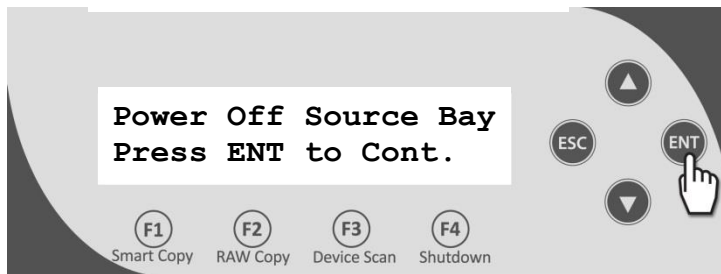 Power Off Source Bay
Press ENT to Cont.
ESC
ENT
F1
F2
F3
F4
Smart Copy
RAW Copy
Device Scan
Shutdown